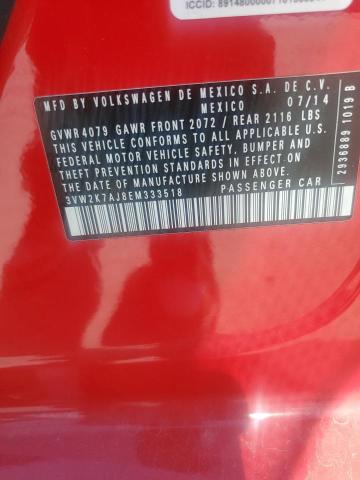 ICCID:
MFD. BY VOLKSWAGEN DE MEXICO S.A. DE C.V.
MEXICO 07/14
GVWR 4079 GAWR FRONT 2072 / REAR 2116 LBS
THIS VEHICLE CONFORMS TO ALL APPLICABLE U.S.
FEDERAL MOTOR VEHICLE SAFETY, BUMPER AND
THEFT PREVENTION STANDARDS IN EFFECT ON THE
DATE OF MANUFACTURE SHOWN ABOVE.
3VW2K7AJ8EM333518 PASSENGER CAR
2936889 1019 B